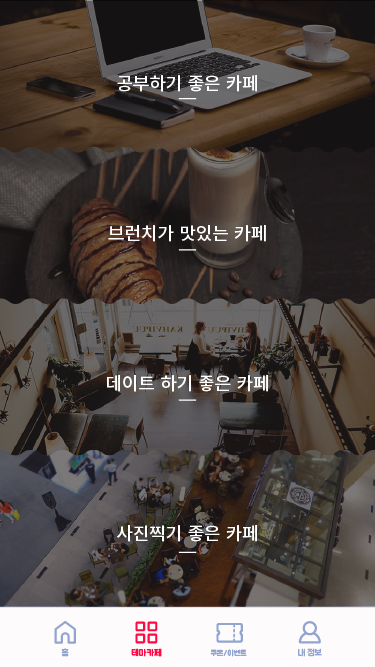 공부하기 좋은 카페
브런치가 맛있는 카페
데이트 하기 좋은 카페
사진찍기 좋은 카페
홈
테마카페
쿠폰/이벤트
내 정보